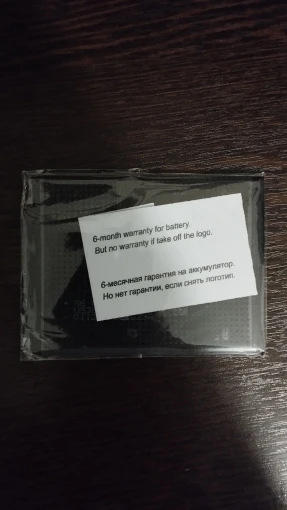 6-month warranty for battery.
But no warranty if take off the logo.
6-месячная гарантия на аккумулятор.
Но нет гарантии, если снять логотип.